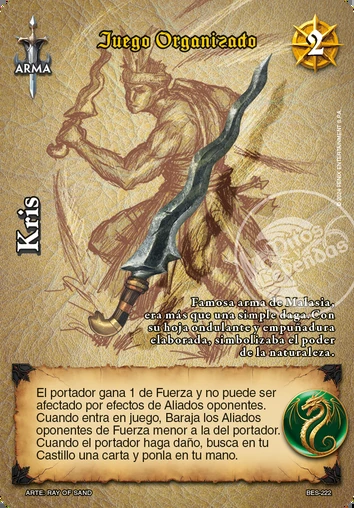 Juego Organizado
2
ARMA
© 2024 FENIX ENTERTAINMENT S.P.A.
Kris
Mitos
Leyendas
Famosa arma de Malasia,
era más que una simple daga. Con
su hoja ondulante y empuñadura
elaborada, simbolizaba el poder
de la naturaleza.
El portador gana 1 de Fuerza y no puede ser
afectado por efectos de Aliados oponentes.
Cuando entra en juego, Baraja los Aliados
oponentes de Fuerza menor a la del portador.
Cuando el portador haga daño, busca en tu
Castillo una carta y ponla en tu mano.
ARTE: RAY OF SAND
BES-222